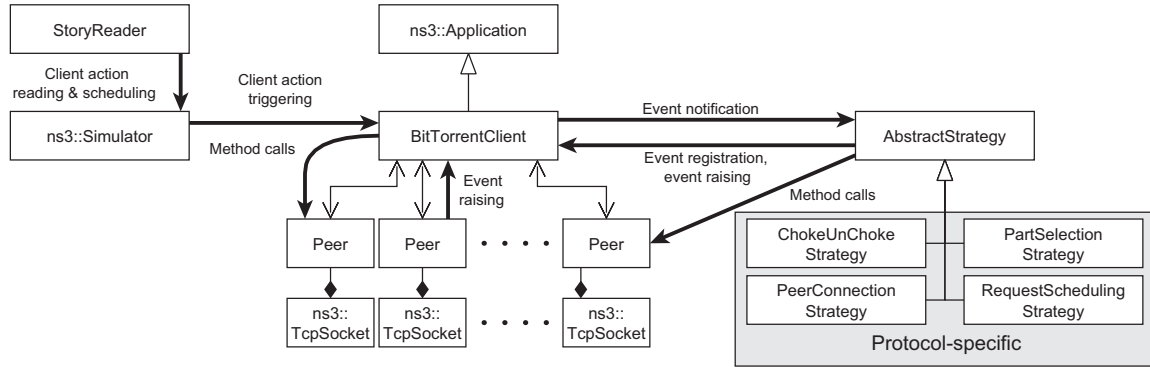 StoryReader
ns3::Application
Client action
reading & scheduling
Client action
triggering
ns3::Simulator
BitTorrentClient
Event notification
AbstractStrategy
Method calls
Event
raising
Event registration,
event raising
Method calls
Peer
Peer
. . . .
Peer
ns3::
TcpSocket
ns3::
TcpSocket
. . . .
ns3::
TcpSocket
ChokeUnChoke
Strategy
PartSelection
Strategy
PeerConnection
Strategy
RequestScheduling
Strategy
Protocol-specific